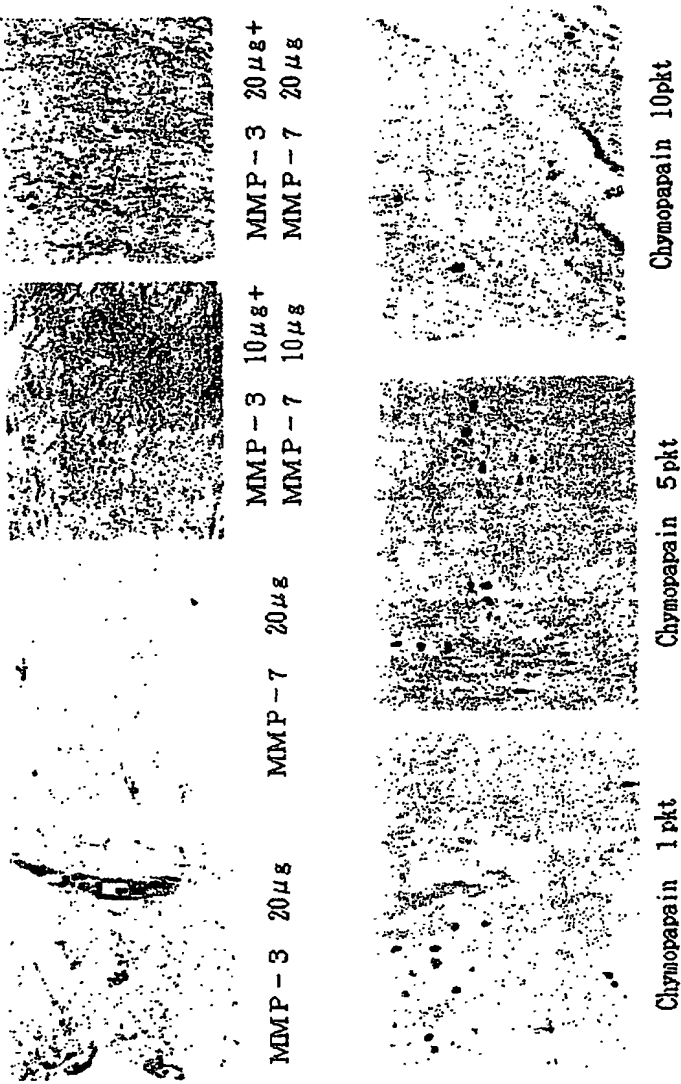 MMP-3 20μg
MMP-7 20μg
MMP-3 10μg+
MMP-7 10μg
MMP-3 20μg+
MMP-7 20μg
Chymopapain 1pkt
Chymopapain 5pkt
Chymopapain 10pkt